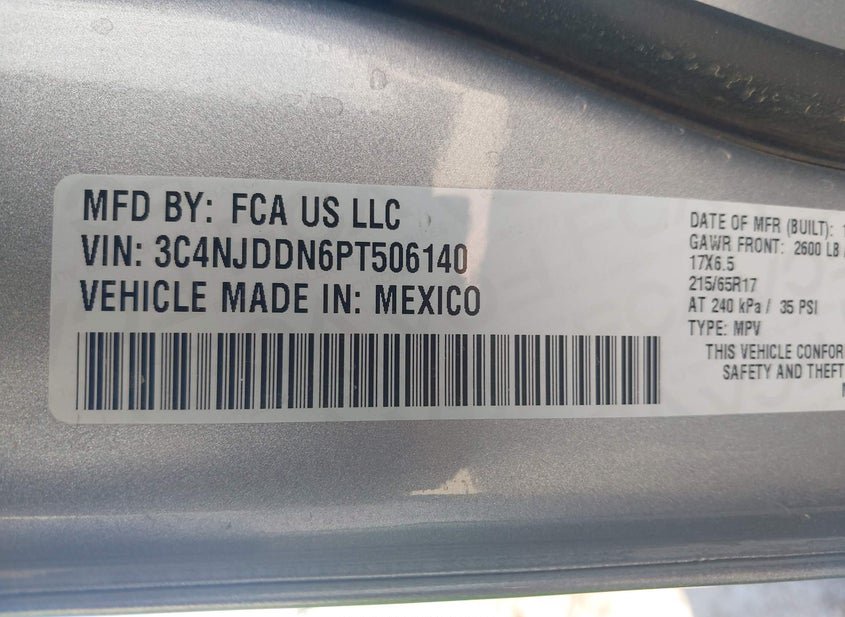 MFD BY: FCA US LLC
VIN: 3C4NJDDN6PT506140
VEHICLE MADE IN: MEXICO
DATE OF MFR (BUILT): 1
GAWR FRONT: 2600 LB
17X6.5
215/65R17
AT 240 kPa / 35 PSI
TYPE: MPV
THIS VEHICLE CONFOR
SAFETY AND THEFT